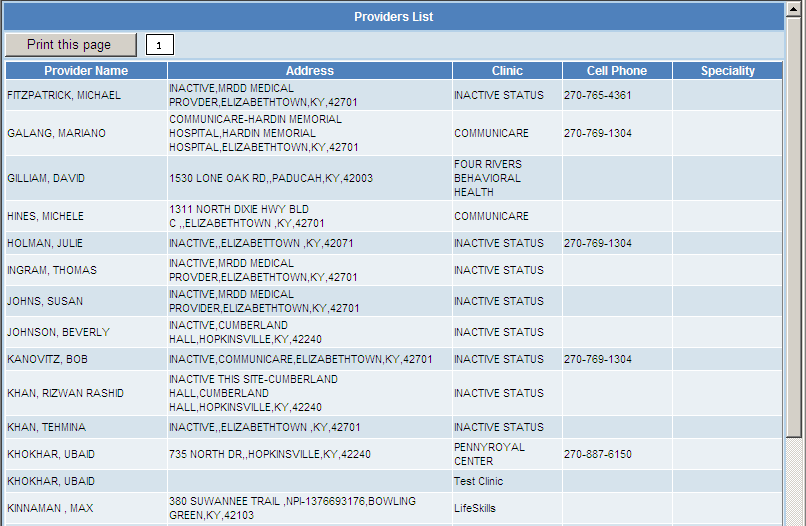 Providers List
Print this page
1
Provider Name Address Clinic Cell Phone Speciality
FITZPATRICK, MICHAEL INACTIVE,MRDD MEDICAL INACTIVE STATUS 270-765-4361
PROVDER,ELIZABETHTOWN,KY,42701
COMMUNICARE-HARDIN MEMORIAL
GALANG, MARIANO HOSPITAL,HARDIN MEMORIAL COMMUNICARE 270-769-1304
HOSPITAL,ELIZABETHTOWN,KY,42701
FOUR RIVERS
GILLIAM, DAVID 1530 LONE OAK RD,,PADUCAH,KY,42003 BEHAVIORAL
HEALTH
HINES, MICHELE 1311 NORTH DIXIE HWY BLD COMMUNICARE
C ,,ELIZABETHTOWN ,KY,42701
HOLMAN, JULIE INACTIVE,,ELIZABETTOWN ,KY,42071 INACTIVE STATUS 270-769-1304
INGRAM, THOMAS INACTIVE,MRDD MEDICAL INACTIVE STATUS
PROVDER,ELIZABETHTOWN,KY,42701
JOHNS, SUSAN INACTIVE,MRDD MEDICAL INACTIVE STATUS
PROVIDER,ELIZABETHTOWN,KY,42701
JOHNSON, BEVERLY INACTIVE,CUMBERLAND INACTIVE STATUS
HALL,HOPKINSVILLE,KY,42240
KANOVITZ, BOB INACTIVE,COMMUNICARE,ELIZABETHTOWN,KY,42701 INACTIVE STATUS 270-769-1304
INACTIVE THIS SITE-CUMBERLAND
KHAN, RIZWAN RASHID HALL,CUMBERLAND INACTIVE STATUS
HALL,HOPKINSVILLE,KY,42240
KHAN, TEHMINA INACTIVE,,ELIZABETHTOWN ,KY,42701 INACTIVE STATUS
KHOKHAR, UBAID 735 NORTH DR,,HOPKINSVILLE,KY,42240 PENNYROYAL 270-887-6150
CENTER
KHOKHAR, UBAID Test Clinic
KINNAMAN , MAX 380 SUWANNEE TRAIL ,NPI-1376693176,BOWLING LifeSkills
GREEN,KY,42103